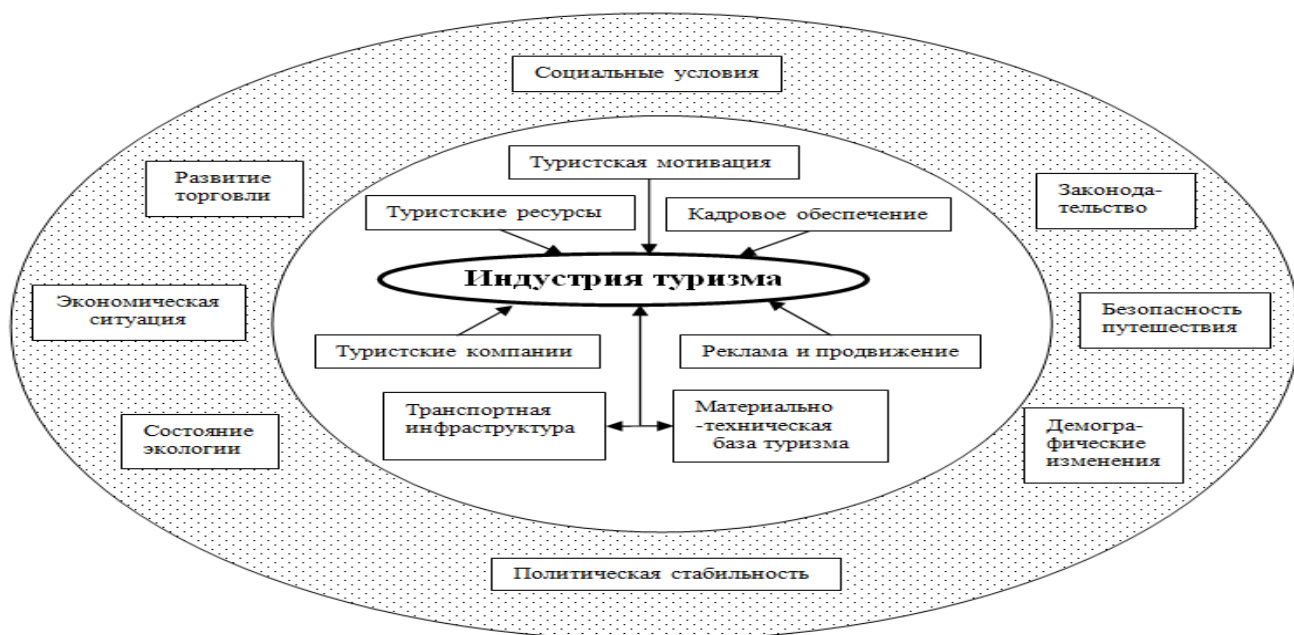 Социальные условия
Туристская мотивация
Развитие
торговли
Законода-
тельство
Туристские ресурсы
Кадровое обеспечение
Индустрия туризма
Экономическая
ситуация
Безопасность
путешествия
Туристские компании
Реклама и продвижение
Транспортная
инфраструктура
Материально
-техническая
база туризма
Состояние
экологии
Демогра-
фические
изменения
Политическая стабильность